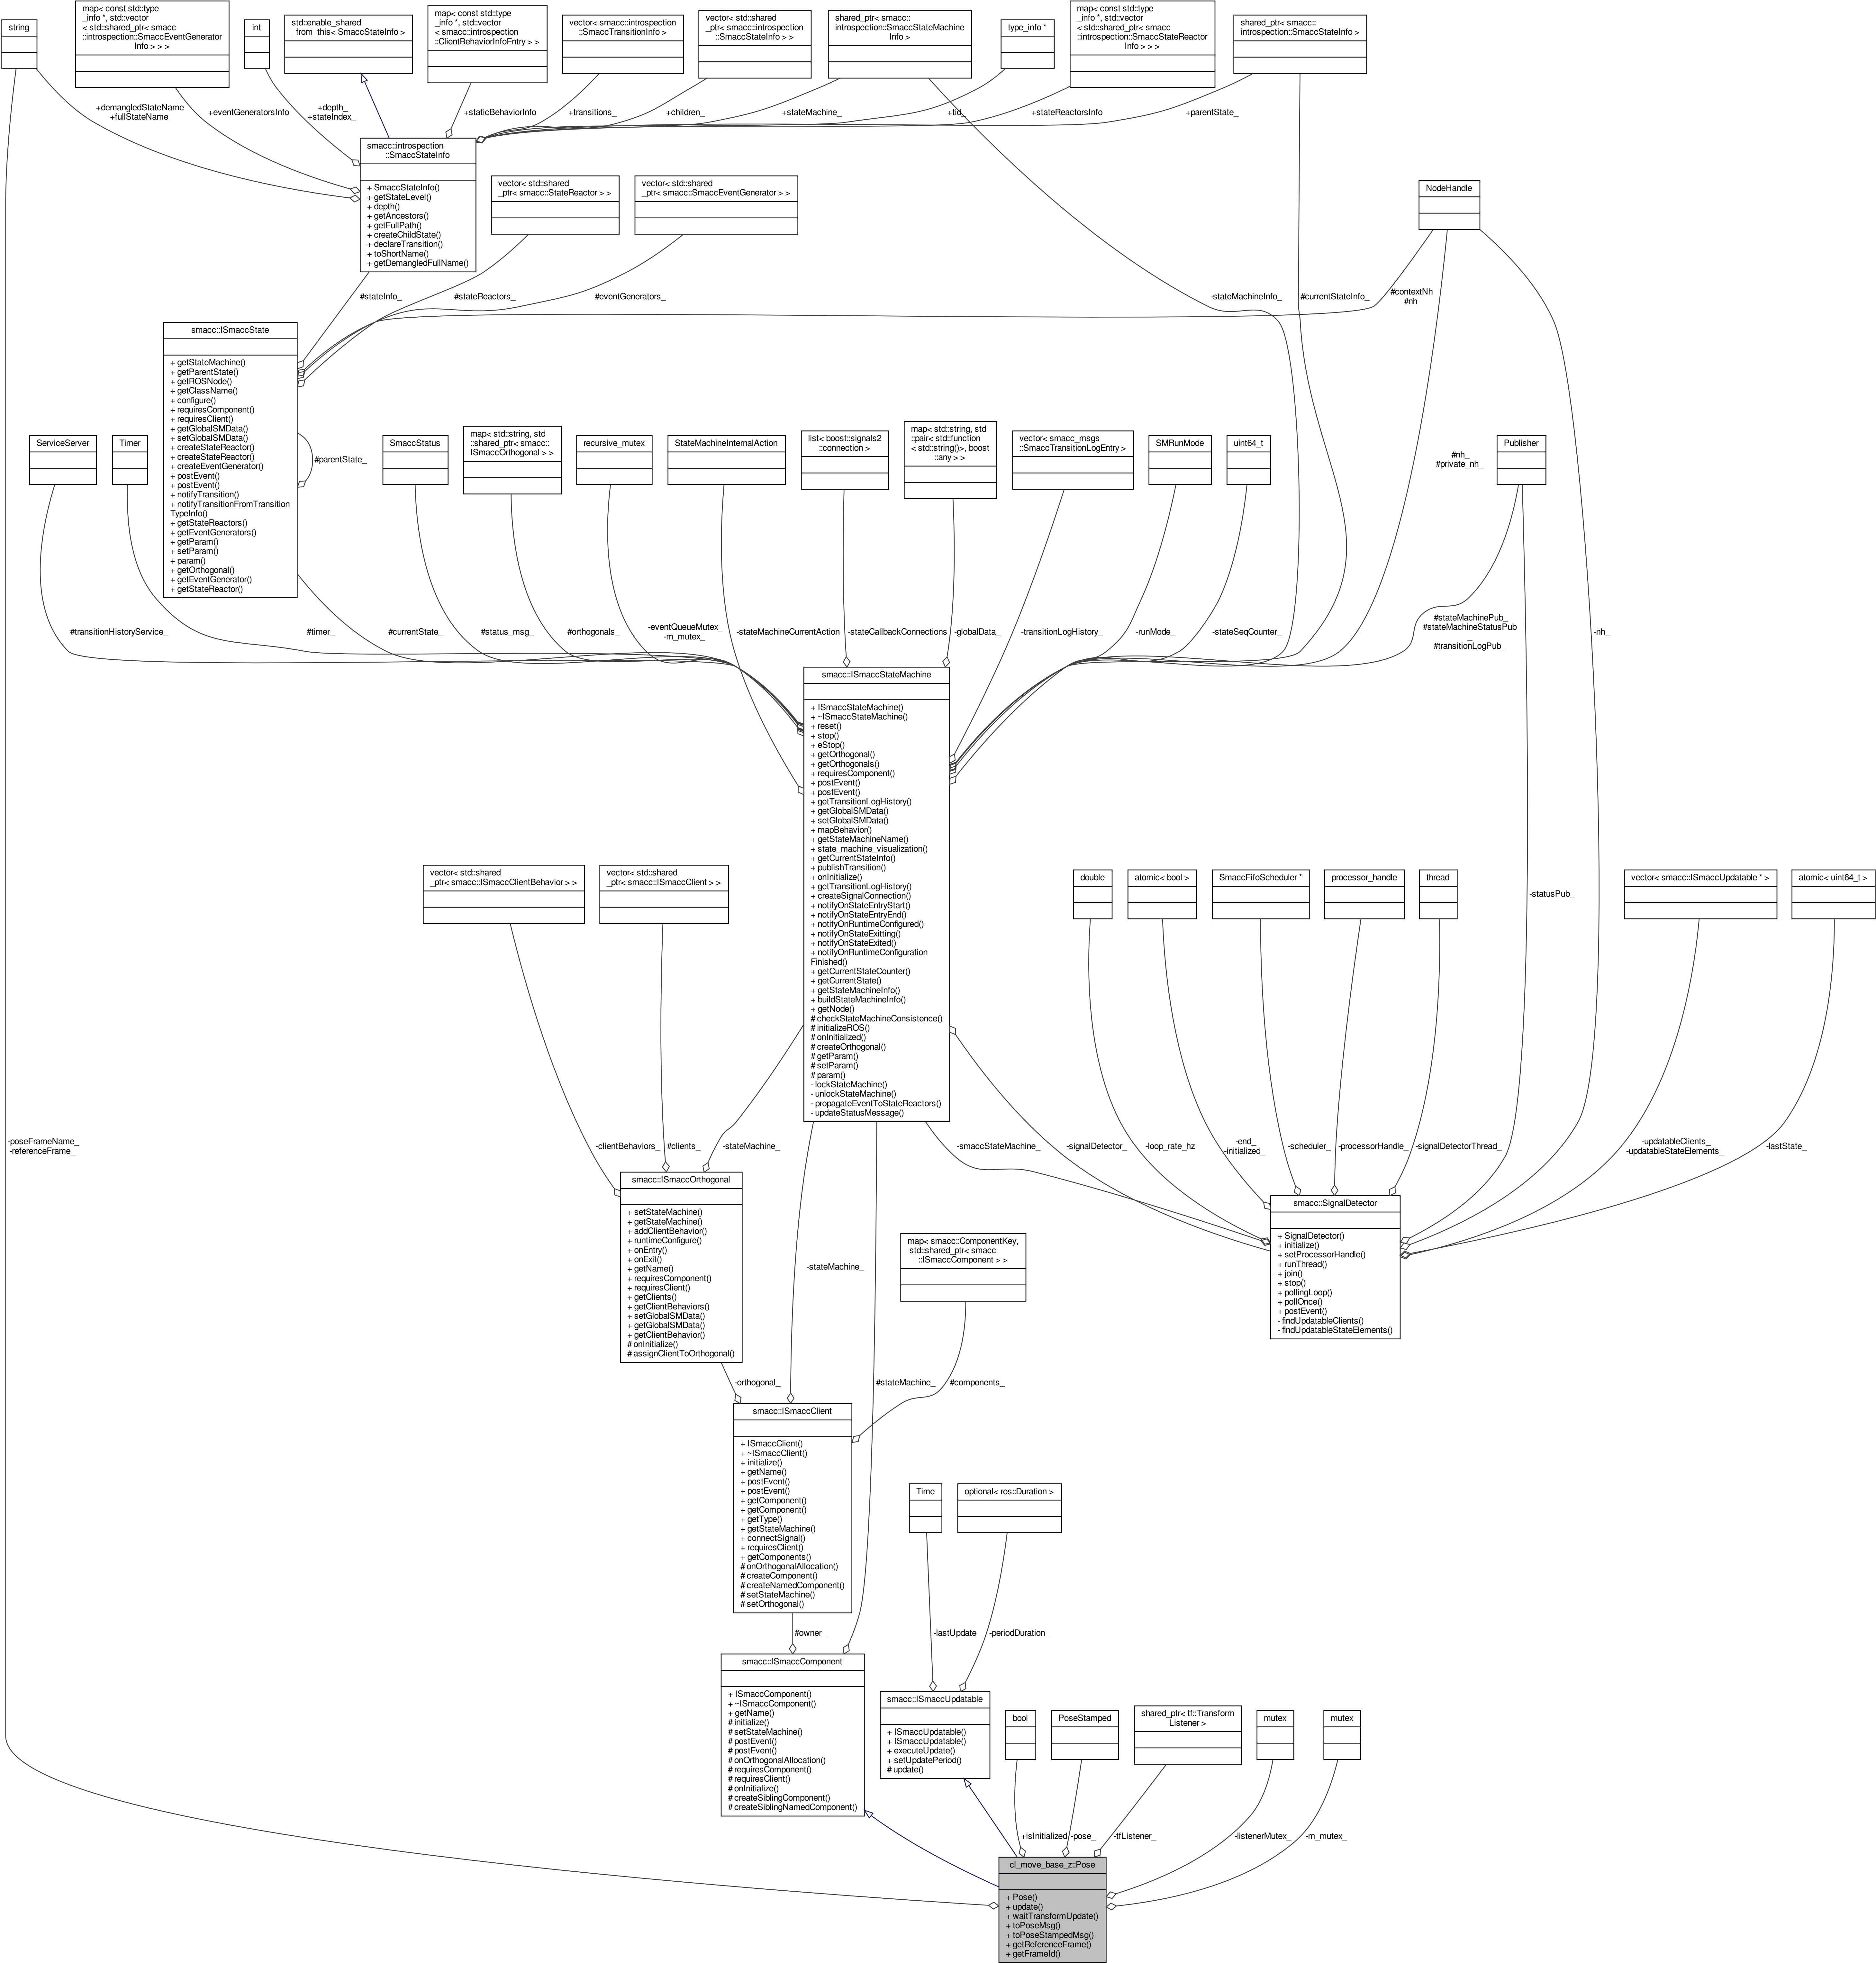 string
map< const std::type
_info *, std::vector
< std::shared_ptr< smacc
::introspection::SmaccEventGenerator
Info > > >
int
std::enable_shared
_from_this< SmaccStateInfo >
map< const std::type
_info *, std::vector
< smacc::introspection
::ClientBehaviorInfoEntry > >
vector< smacc::introspection
::SmaccTransitionInfo >
vector< std::shared
_ptr< smacc::introspection
::SmaccStateInfo > >
shared_ptr< smacc::
introspection::SmaccStateMachine
Info >
type_info *
map< const std::type
_info *, std::vector
< std::shared_ptr< smacc
::introspection::SmaccStateReactor
Info > > >
shared_ptr< smacc::
introspection::SmaccStateInfo >
+demangledStateName
+fullStateName
+eventGeneratorsInfo
+depth_
+stateIndex_
+staticBehaviorInfo
+transitions_
+children_
+stateMachine_
+tid_
+stateReactorsInfo
+parentState_
smacc::introspection
::SmaccStateInfo
+ SmaccStateInfo()
+ getStateLevel()
+ depth()
+ getAncestors()
+ getFullPath()
+ createChildState()
+ declareTransition()
+ toShortName()
+ getDemangledFullName()
vector< std::shared
_ptr< smacc::StateReactor > >
vector< std::shared
_ptr< smacc::SmaccEventGenerator > >
NodeHandle
#stateInfo_
#stateReactors_
#eventGenerators_
-stateMachineInfo_
#currentStateInfo_
#contextNh
#nh
smacc::ISmaccState
+ getStateMachine()
+ getParentState()
+ getROSNode()
+ getClassName()
+ configure()
+ requiresComponent()
+ requiresClient()
+ getGlobalSMData()
+ setGlobalSMData()
+ createStateReactor()
+ createStateReactor()
+ createEventGenerator()
+ postEvent()
+ postEvent()
+ notifyTransition()
+ notifyTransitionFromTransition
TypeInfo()
+ getStateReactors()
+ getEventGenerators()
+ getParam()
+ setParam()
+ param()
+ getOrthogonal()
+ getEventGenerator()
+ getStateReactor()
#parentState_
ServiceServer
Timer
SmaccStatus
map< std::string, std
::shared_ptr< smacc::
ISmaccOrthogonal > >
recursive_mutex
StateMachineInternalAction
list< boost::signals2
::connection >
map< std::string, std
::pair< std::function
< std::string()>, boost
::any > >
vector< smacc_msgs
::SmaccTransitionLogEntry >
SMRunMode
uint64_t
#nh_
#private_nh_
Publisher
#transitionHistoryService_
#timer_
#currentState_
#status_msg_
#orthogonals_
-eventQueueMutex_
-m_mutex_
-stateMachineCurrentAction
-stateCallbackConnections
-globalData_
-transitionLogHistory_
-runMode_
-stateSeqCounter_
#stateMachinePub_
#stateMachineStatusPub
_
#transitionLogPub_
-nh_
smacc::ISmaccStateMachine
+ ISmaccStateMachine()
+ ~ISmaccStateMachine()
+ reset()
+ stop()
+ eStop()
+ getOrthogonal()
+ getOrthogonals()
+ requiresComponent()
+ postEvent()
+ postEvent()
+ getTransitionLogHistory()
+ getGlobalSMData()
+ setGlobalSMData()
+ mapBehavior()
+ getStateMachineName()
+ state_machine_visualization()
+ getCurrentStateInfo()
+ publishTransition()
+ onInitialize()
+ getTransitionLogHistory()
+ createSignalConnection()
+ notifyOnStateEntryStart()
+ notifyOnStateEntryEnd()
+ notifyOnRuntimeConfigured()
+ notifyOnStateExitting()
+ notifyOnStateExited()
+ notifyOnRuntimeConfiguration
Finished()
+ getCurrentStateCounter()
+ getCurrentState()
+ getStateMachineInfo()
+ buildStateMachineInfo()
+ getNode()
# checkStateMachineConsistence()
# initializeROS()
# onInitialized()
# createOrthogonal()
# getParam()
# setParam()
# param()
- lockStateMachine()
- unlockStateMachine()
- propagateEventToStateReactors()
- updateStatusMessage()
vector< std::shared
_ptr< smacc::ISmaccClientBehavior > >
vector< std::shared
_ptr< smacc::ISmaccClient > >
double
atomic< bool >
SmaccFifoScheduler *
processor_handle
thread
-statusPub_
vector< smacc::ISmaccUpdatable * >
atomic< uint64_t >
-poseFrameName_
-referenceFrame_
-clientBehaviors_
#clients_
-stateMachine_
-smaccStateMachine_
-signalDetector_
-loop_rate_hz
-end_
-initialized_
-scheduler_
-processorHandle_
-signalDetectorThread_
-updatableClients_
-updatableStateElements_
-lastState_
smacc::ISmaccOrthogonal
+ setStateMachine()
+ getStateMachine()
+ addClientBehavior()
+ runtimeConfigure()
+ onEntry()
+ onExit()
+ getName()
+ requiresComponent()
+ requiresClient()
+ getClients()
+ getClientBehaviors()
+ setGlobalSMData()
+ getGlobalSMData()
+ getClientBehavior()
# onInitialize()
# assignClientToOrthogonal()
smacc::SignalDetector
+ SignalDetector()
+ initialize()
+ setProcessorHandle()
+ runThread()
+ join()
+ stop()
+ pollingLoop()
+ pollOnce()
+ postEvent()
- findUpdatableClients()
- findUpdatableStateElements()
-stateMachine_
map< smacc::ComponentKey,
std::shared_ptr< smacc
::ISmaccComponent > >
-orthogonal_
#stateMachine_
#components_
smacc::ISmaccClient
+ ISmaccClient()
+ ~ISmaccClient()
+ initialize()
+ getName()
+ postEvent()
+ postEvent()
+ getComponent()
+ getComponent()
+ getType()
+ getStateMachine()
+ connectSignal()
+ requiresClient()
+ getComponents()
# onOrthogonalAllocation()
# createComponent()
# createNamedComponent()
# setStateMachine()
# setOrthogonal()
Time
optional< ros::Duration >
#owner_
-lastUpdate_
-periodDuration_
smacc::ISmaccComponent
+ ISmaccComponent()
+ ~ISmaccComponent()
+ getName()
# initialize()
# setStateMachine()
# postEvent()
# postEvent()
# onOrthogonalAllocation()
# requiresComponent()
# requiresClient()
# onInitialize()
# createSiblingComponent()
# createSiblingNamedComponent()
smacc::ISmaccUpdatable
+ ISmaccUpdatable()
+ ISmaccUpdatable()
+ executeUpdate()
+ setUpdatePeriod()
# update()
bool
PoseStamped
shared_ptr< tf::Transform
Listener >
mutex
mutex
+isInitialized
-pose_
-tfListener_
-listenerMutex_
-m_mutex_
cl_move_base_z::Pose
+ Pose()
+ update()
+ waitTransformUpdate()
+ toPoseMsg()
+ toPoseStampedMsg()
+ getReferenceFrame()
+ getFrameId()